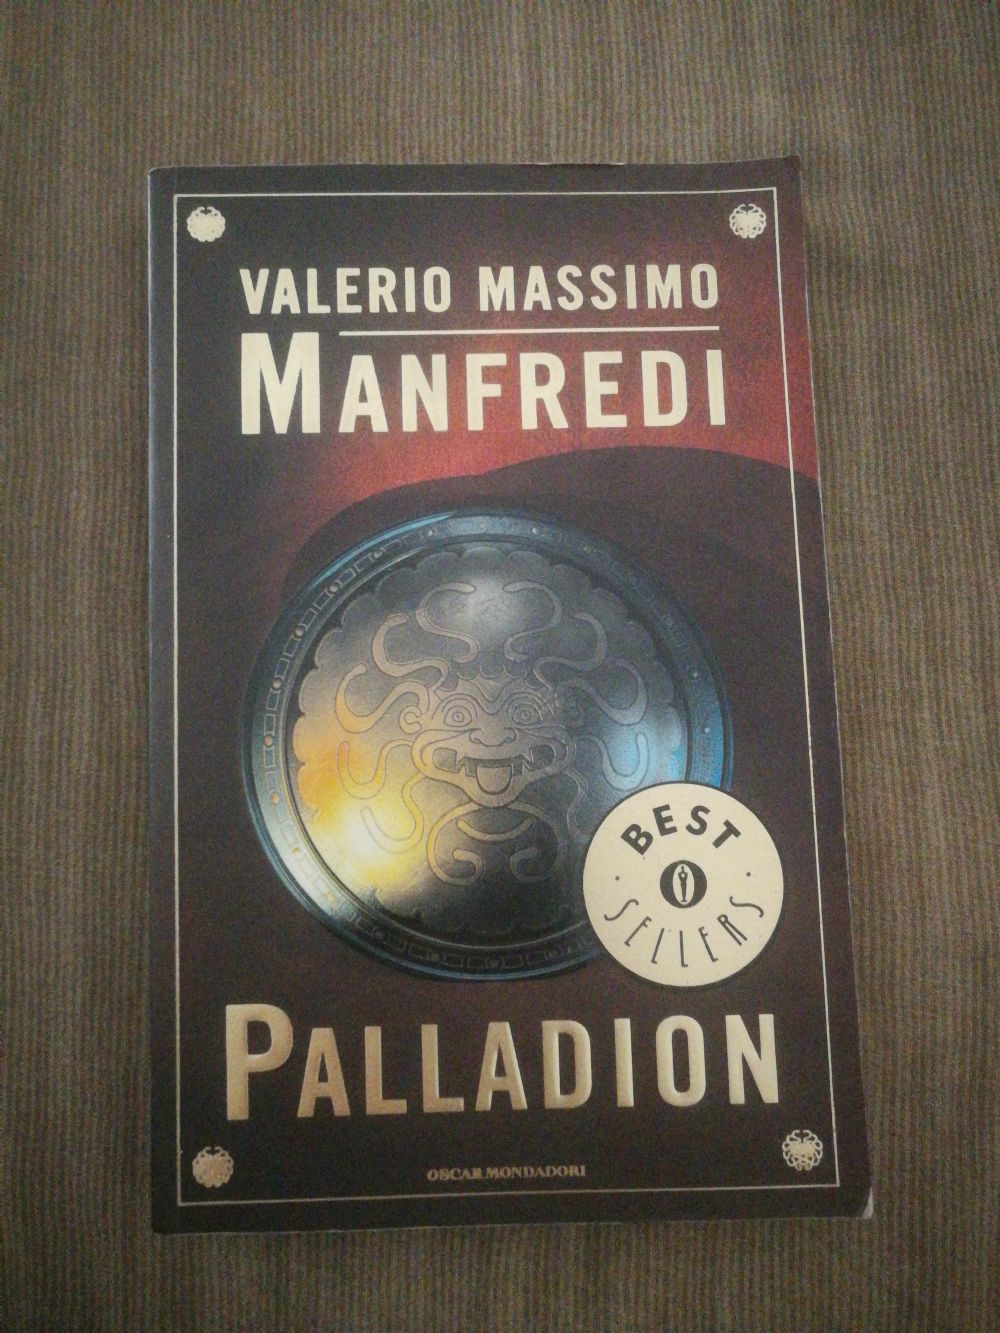 VALERIO MASSIMO
MANFREDI
BEST
SELLERS
PALLADION
OSCAR MONDADORI